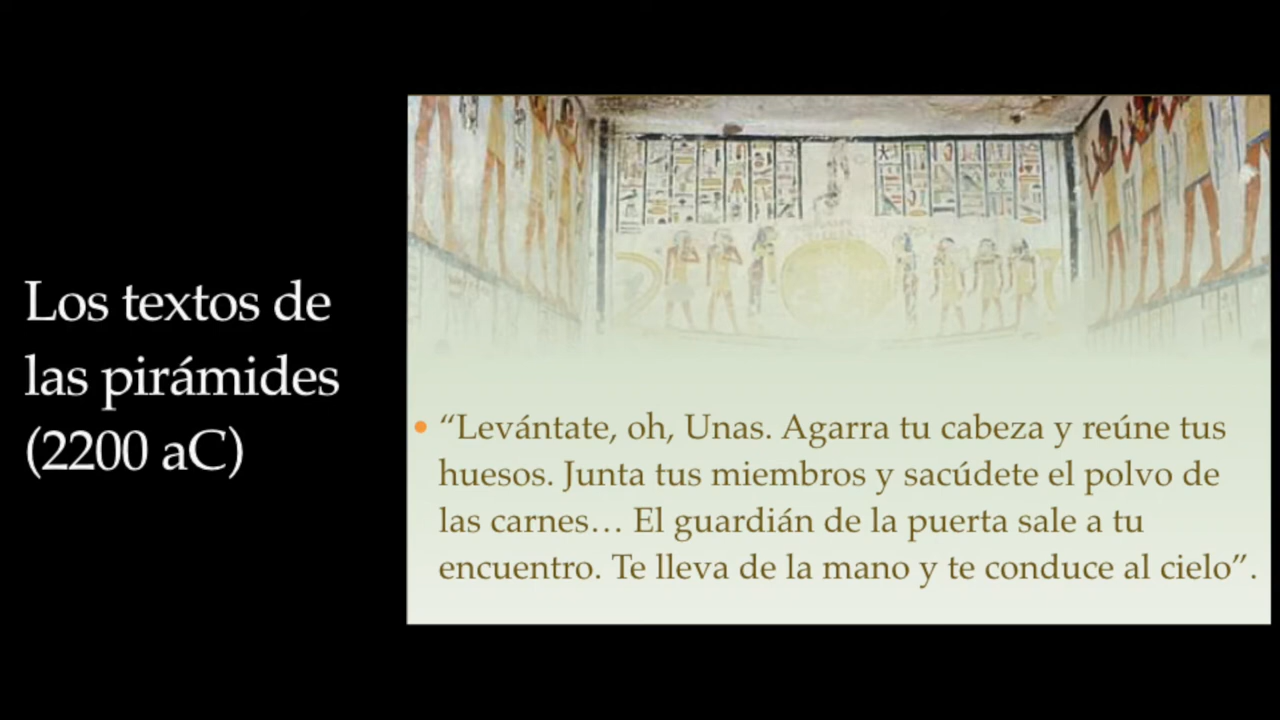 Los textos de
las pirámides
(2200 aC)
• “Levántate, oh, Unas. Agarra tu cabeza y reúne tus
huesos. Junta tus miembros y sacúdete el polvo de
las carnes… El guardián de la puerta sale a tu
encuentro. Te lleva de la mano y te conduce al cielo”.